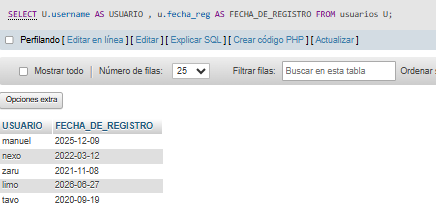 SELECT U.username AS USUARIO , u.fecha_reg AS FECHA_DE_REGISTRO FROM usuarios U;
Perfilando [ Editar en línea ] [ Editar ] [ Explicar SQL ] [ Crear código PHP ] [ Actualizar ]
Mostrar todo | Número de filas: 25 Filtrar filas: Buscar en esta tabla Ordenar
Opciones extra
USUARIO FECHA_DE_REGISTRO
manuel 2025-12-09
nexo 2022-03-12
zaru 2021-11-08
limo 2026-06-27
tavo 2020-09-19